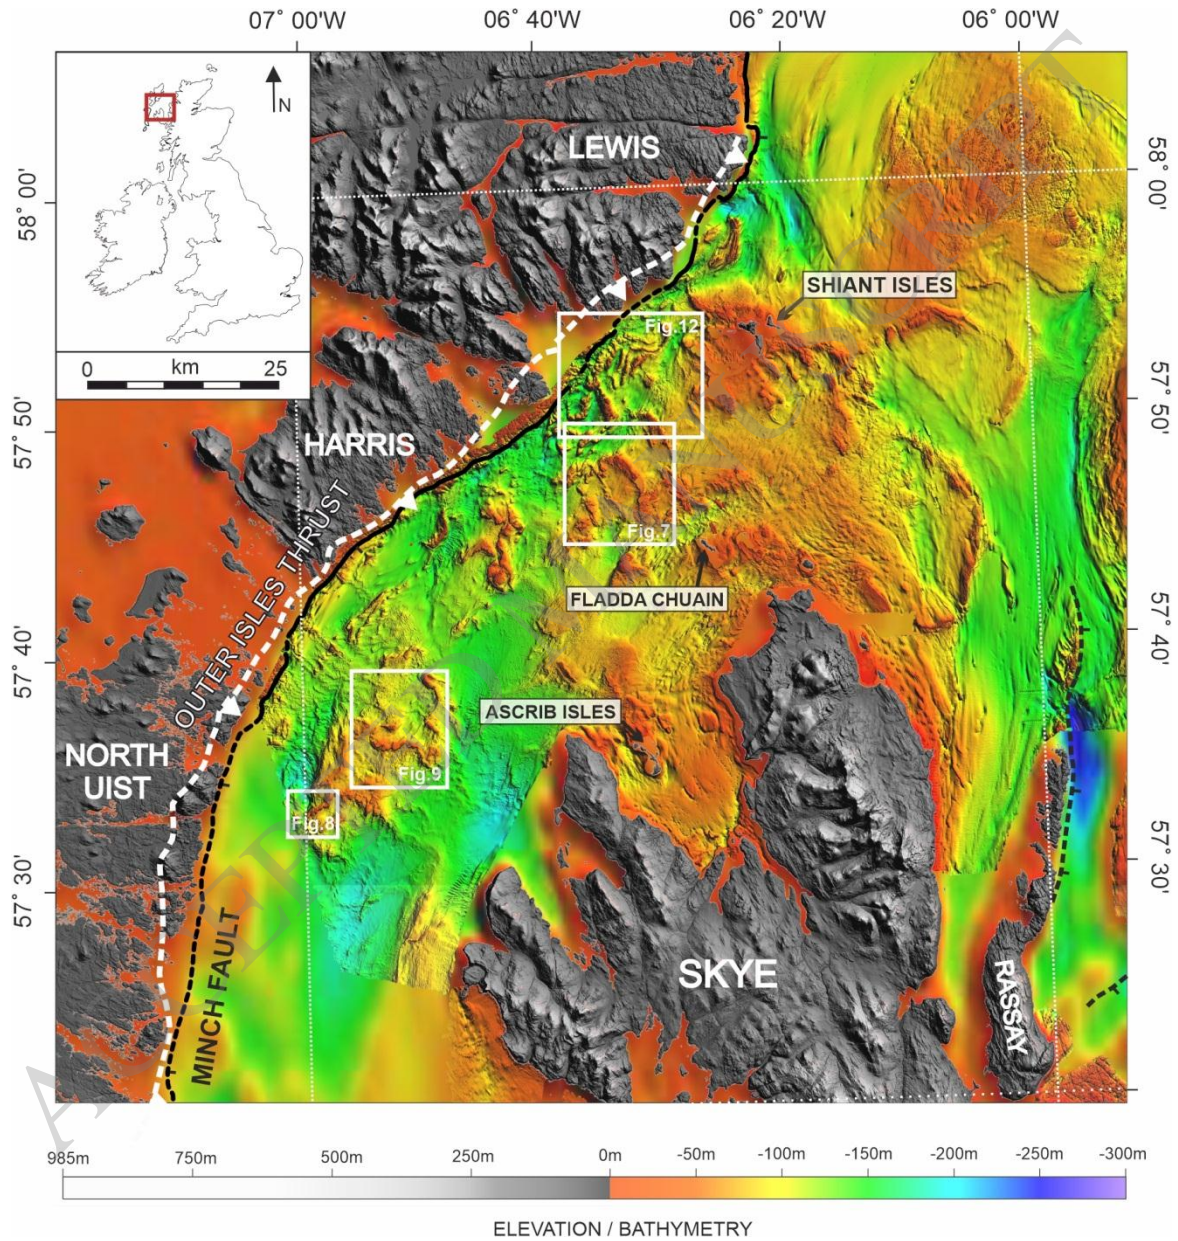 07° 00'W
06° 40'W
06° 20'W
06° 00'W
N
0
km
25
58° 00'
57° 50'
57° 40'
57° 30'
58° 00'
57° 50'
57° 40'
57° 30'
LEWIS
SHIANT ISLES
Fig.12
HARRIS
Fig.7
OUTER ISLES THRUST
FLADDA CHUAIN
ASCRIB ISLES
NORTH
UIST
Fig.9
Fig.8
MINCH FAULT
SKYE
RASSAY
ACCEPTED MANUSCRIPT
985m
750m
500m
250m
0m
-50m
-100m
-150m
-200m
-250m
-300m
ELEVATION / BATHYMETRY